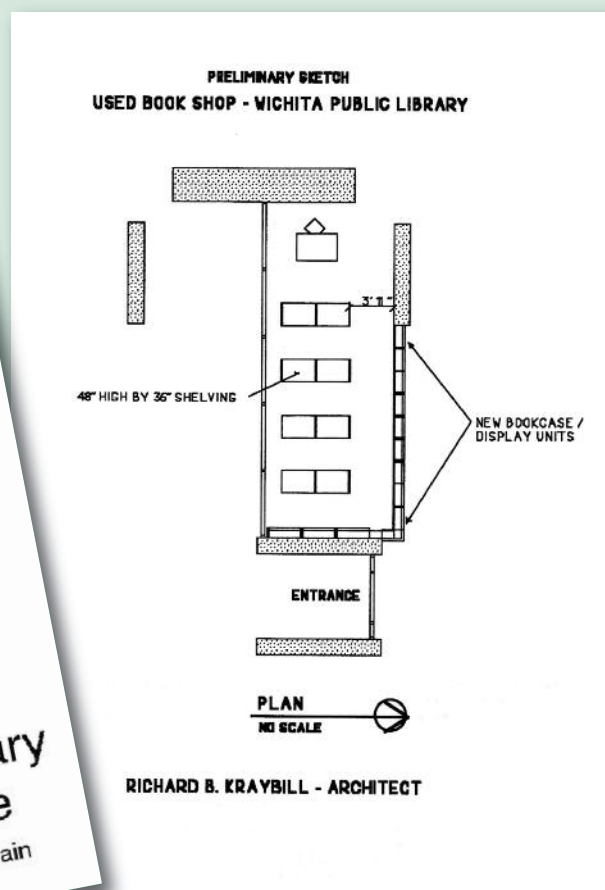 PRELIMINARY SKETCH
USED BOOK SHOP - WICHITA PUBLIC LIBRARY
3' 11"
48" HIGH BY 36" SHELVING
NEW BOOKCASE /
DISPLAY UNITS
ENTRANCE
PLAN
NO SCALE
RICHARD B. KRAYBILL - ARCHITECT
ary
e
ain